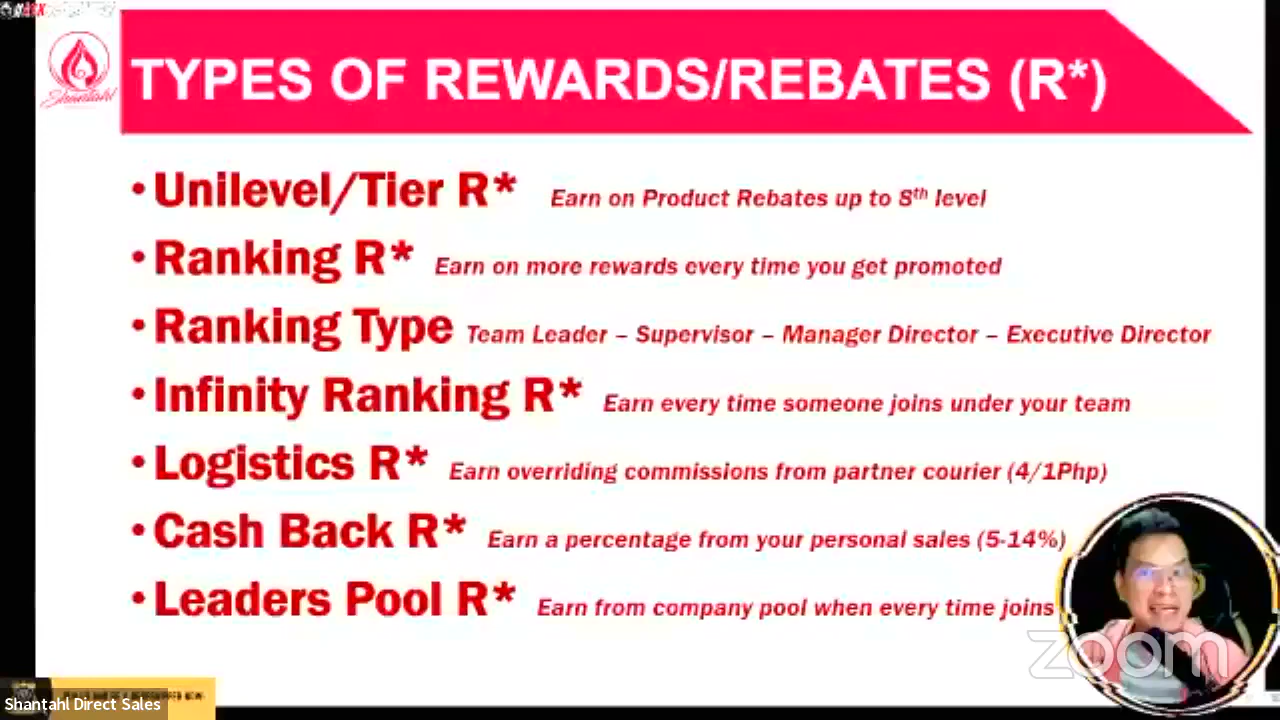 Shantahl
TYPES OF REWARDS/REBATES (R*)
•Unilevel/Tier R* Earn on Product Rebates up to 8th level
•Ranking R* Earn on more rewards every time you get promoted
•Ranking Type Team Leader – Supervisor – Manager Director – Executive Director
•Infinity Ranking R* Earn every time someone joins under your team
•Logistics R* Earn overriding commissions from partner courier (4/1Php)
•Cash Back R* Earn a percentage from your personal sales (5-14%)
•Leaders Pool R* Earn from company pool when every time joins
zoom
Shantahl Direct Sales